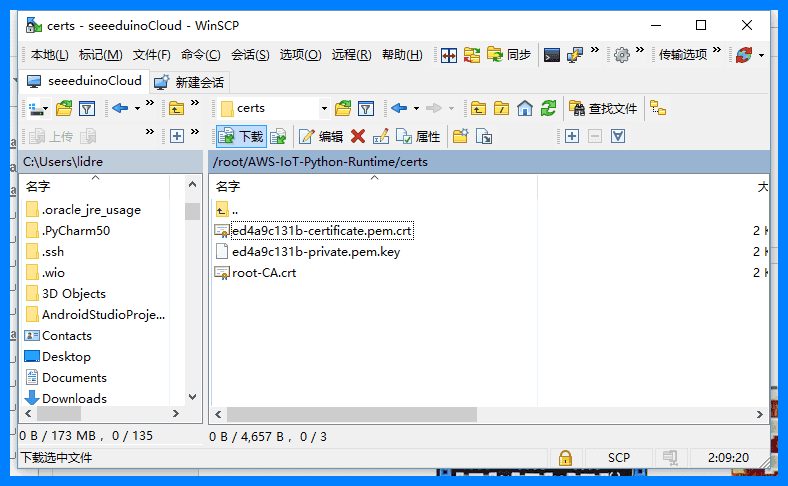 certs - seeeduinoCloud - WinSCP
本地(L) 标记(M) 文件(F) 命令(C) 会话(S) 选项(O) 远程(R) 帮助(H) 同步 传输选项
seeeduinoCloud 新建会话
certs 查找文件
上传 下载 编辑 属性
C:\Users\lidre /root/AWS-IoT-Python-Runtime/certs
名字 名字
.oracle_jre_usage ..
.PyCharm50 ed4a9c131b-certificate.pem.crt 2 K
.ssh ed4a9c131b-private.pem.key 2 K
.wio root-CA.crt 2 K
3D Objects
AndroidStudioProje...
Contacts
Desktop
Documents
Downloads
0 B / 173 MB， 0 / 135 0 B / 4,657 B， 0 / 3
下载选中文件 SCP 2:09:20